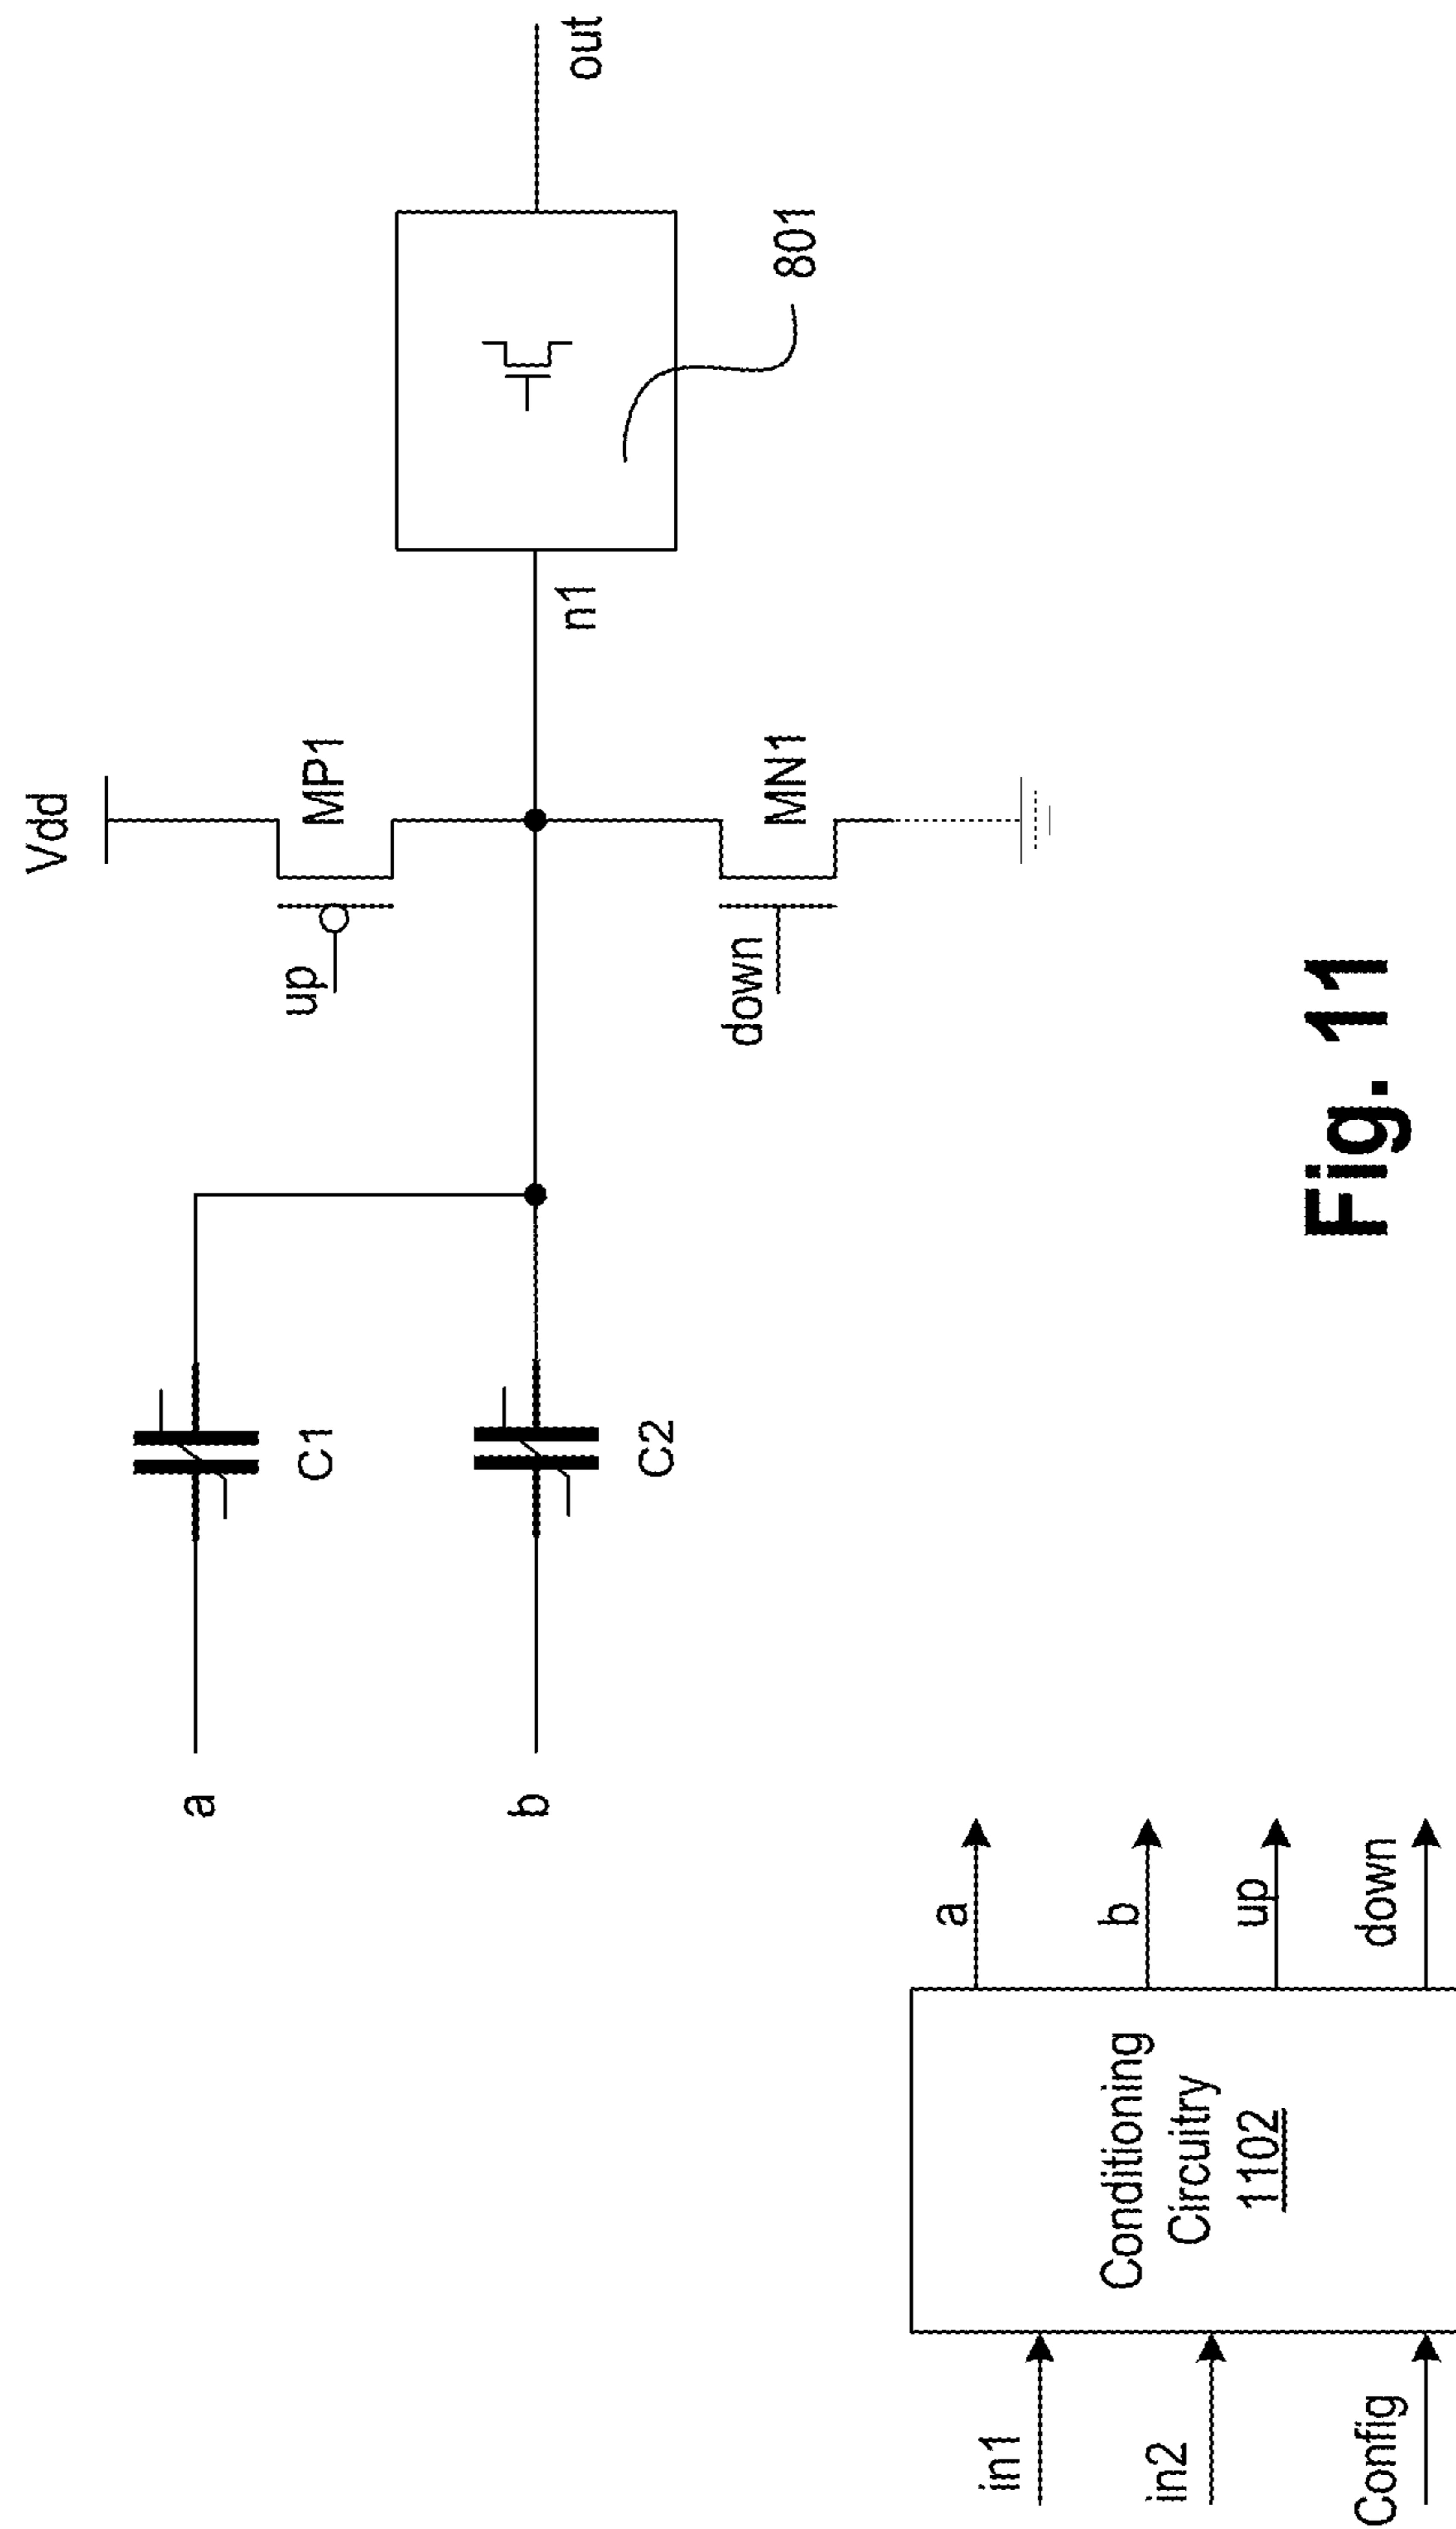 Vdd
up
MP1
a
C1
n1
out
b
C2
down
MN1
801
in1
in2
Config
Conditioning
Circuitry
1102
a
b
up
down
Fig. 11